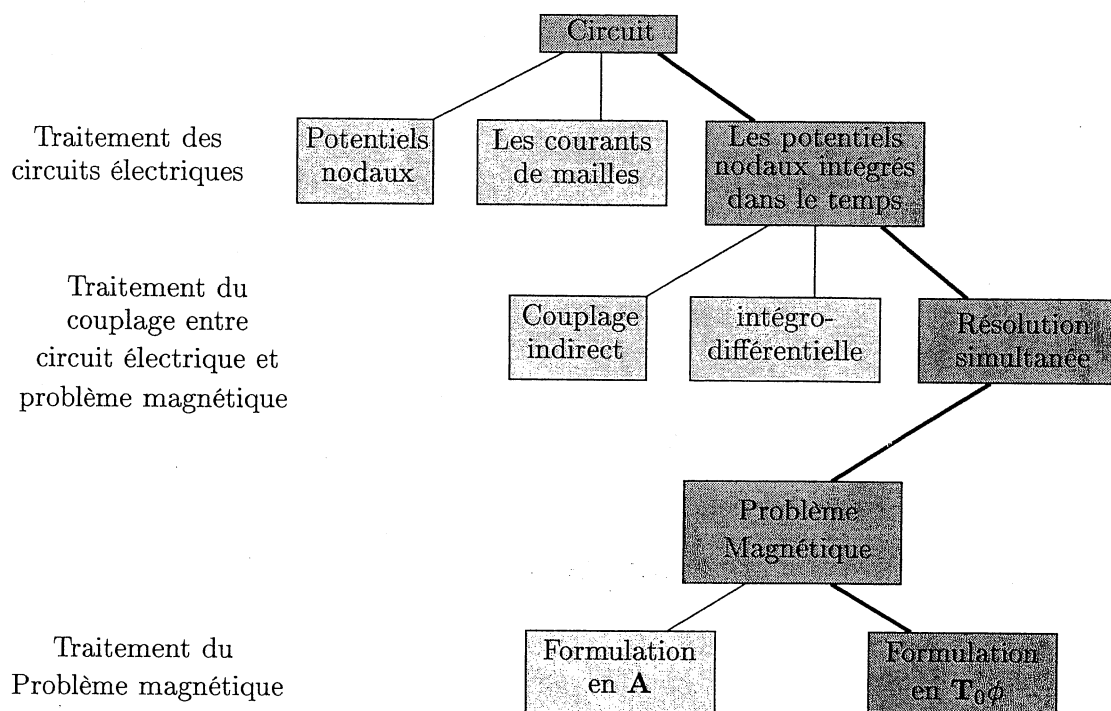 Circuit
Traitement des
circuits électriques
Potentiels
nodaux
Les courants
de mailles
Les potentiels
nodaux intégrés
dans le temps
Traitement du
couplage entre
circuit électrique et
problème magnétique
Couplage
indirect
intégro-
différentielle
Résolution
simultanée
Problème
Magnétique
Traitement du
Problème magnétique
Formulation
en A
Formulation
en T₀ϕ